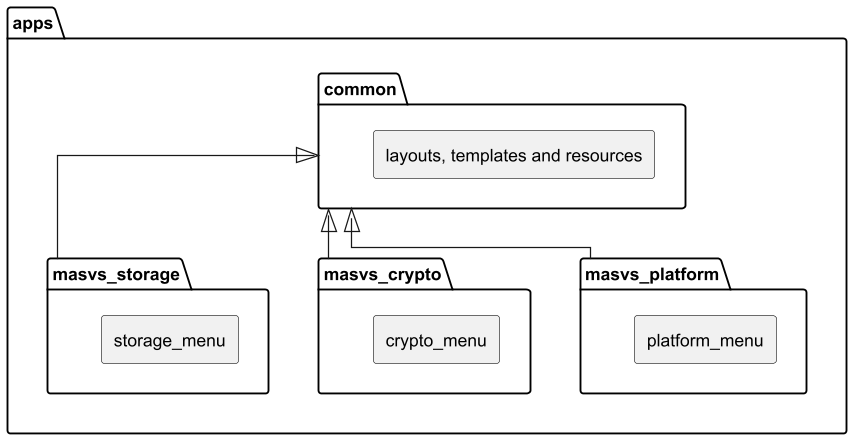 apps
common
layouts, templates and resources
masvs_storage
masvs_crypto
masvs_platform
storage_menu
crypto_menu
platform_menu